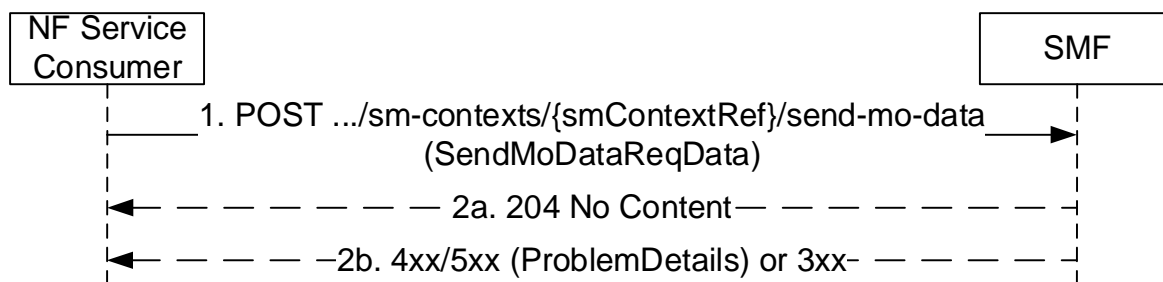 NF Service
Consumer
SMF
1. POST .../sm-contexts/{smContextRef}/send-mo-data
(SendMoDataReqData)
2a. 204 No Content
2b. 4xx/5xx (ProblemDetails) or 3xx